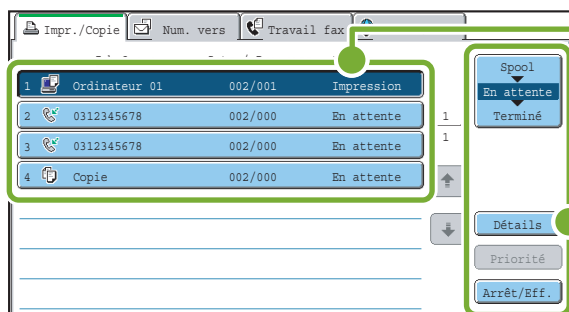 Impr./Copie Num. vers Travail fax
1 Ordinateur 01 002/001 Impression
2 0312345678 002/000 En attente
3 0312345678 002/000 En attente
4 Copie 002/000 En attente
1
1
Spool
En attente
Terminé
Détails
Priorité
Arrêt/Eff.